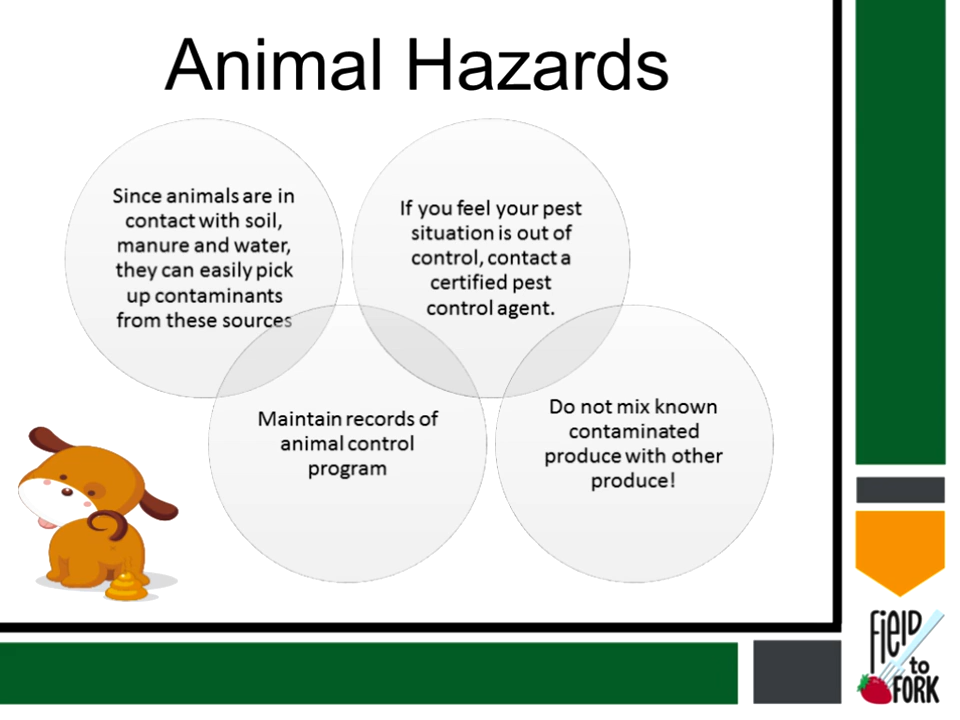 Animal Hazards
Since animals are in
contact with soil,
manure and water,
they can easily pick
up contaminants
from these sources
If you feel your pest
situation is out of
control, contact a
certified pest
control agent.
Maintain records of
animal control
program
Do not mix known
contaminated
produce with other
produce!
FiELD
to
FORK